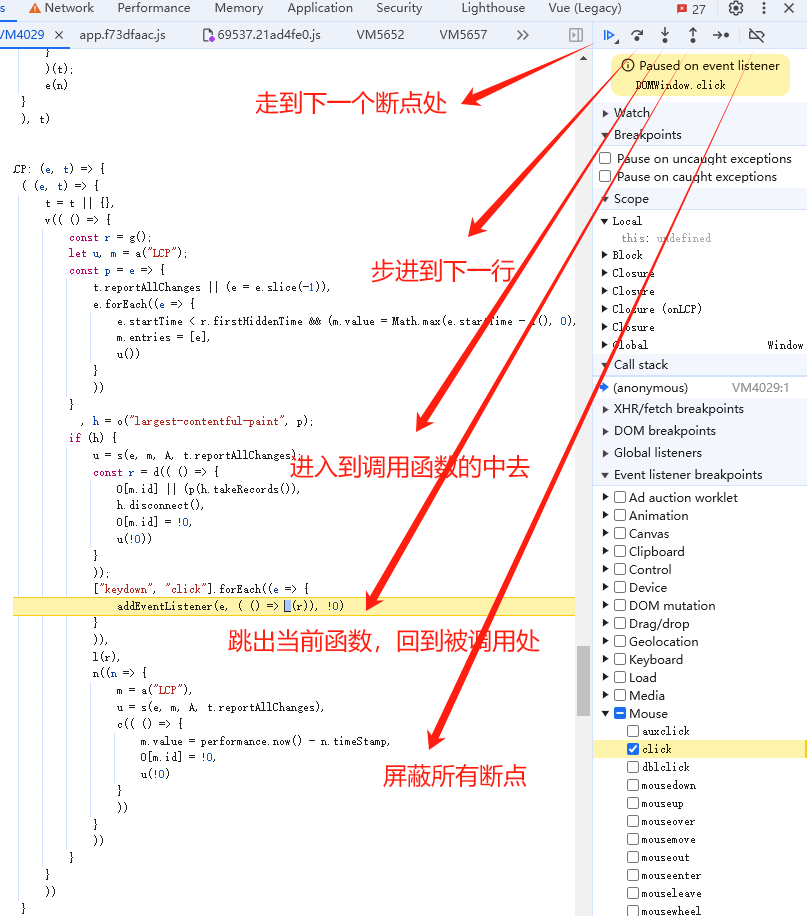 s
Network Performance Memory Application Security Lighthouse Vue (Legacy) 27
VM4029 × app.f73dfaac.js 69537.21ad4fe0.js VM5652 VM5657
}
)(t);
e(n)
}
), t)
CP: (e, t) => {
( (e, t) => {
t = t || {},
v(( () => {
const r = g();
let u, m = a("LCP");
const p = e => {
t.reportAllChanges || (e = e.slice(-1)),
e.forEach((e => {
e.startTime < r.firstHiddenTime && (m.value = Math.max(e.startTime - (), 0),
m.entries = [e],
u())
}
))
}
, h = o("largest-contentful-paint", p);
if (h) {
u = s(e, m, A, t.reportAllChanges);
const r = d(( () => {
O[m.id] || (p(h.takeRecords()),
h.disconnect(),
O[m.id] = !0,
u(!0))
}
));
["keydown", "click"].forEach((e => {
addEventListener(e, ( () => (r)), !0)
}
)),
l(r),
n((n => {
m = a("LCP"),
u = s(e, m, A, t.reportAllChanges),
c(( () => {
m.value = performance.now() - n.timeStamp,
O[m.id] = !0,
u(!0)
}
))
}
))
}
}
))
}
走到下一个断点处
步进到下一行
进入到调用函数的中去
跳出当前函数，回到被调用处
屏蔽所有断点
Paused on event listener
DOMWindow.click
Watch
Breakpoints
Pause on uncaught exceptions
Pause on caught exceptions
Scope
Local
this: undefined
Block
Closure
Closure
Closure (onLCP)
Closure
Global Window
Call stack
(anonymous) VM4029:1
XHR/fetch breakpoints
DOM breakpoints
Global listeners
Event listener breakpoints
Ad auction worklet
Animation
Canvas
Clipboard
Control
Device
DOM mutation
Drag/drop
Geolocation
Keyboard
Load
Media
Mouse
auxclick
click
dblclick
mousedown
mouseup
mouseover
mousemove
mouseout
mouseenter
mouseleave
mousewheel